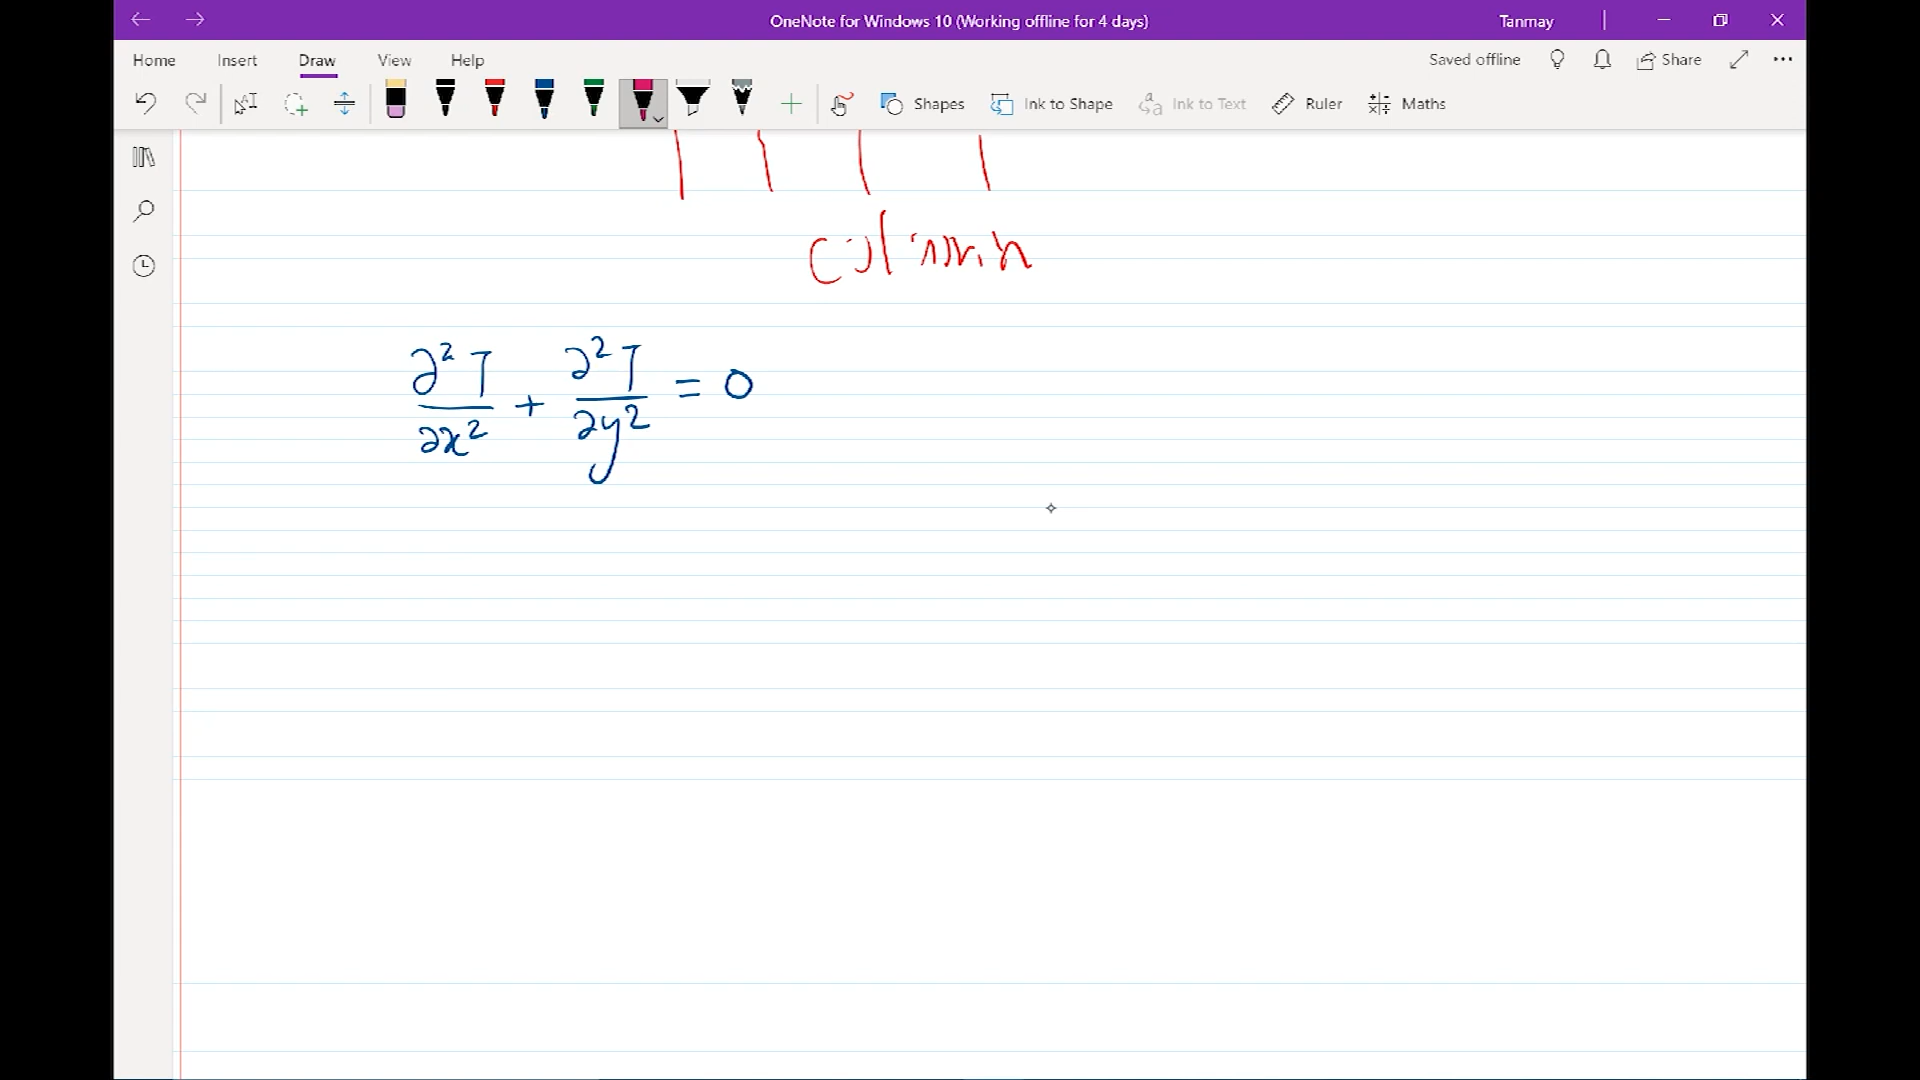 OneNote for Windows 10 (Working offline for 4 days)
Tanmay
Home Insert Draw View Help
Saved offline Share
Shapes Ink to Shape Ink to Text Ruler Maths
column
∂²T/∂x² + ∂²T/∂y² = 0